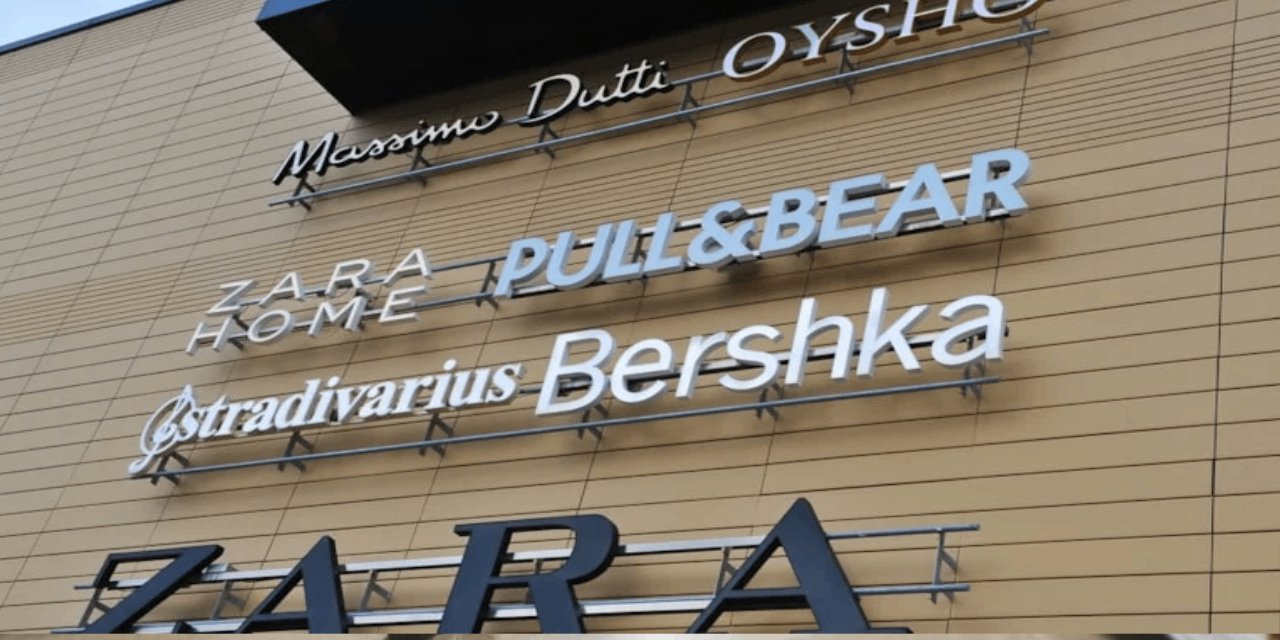 Massimo Dutti OYSHO
ZARA HOME PULL&BEAR
Stradivarius Bershka
ZARA